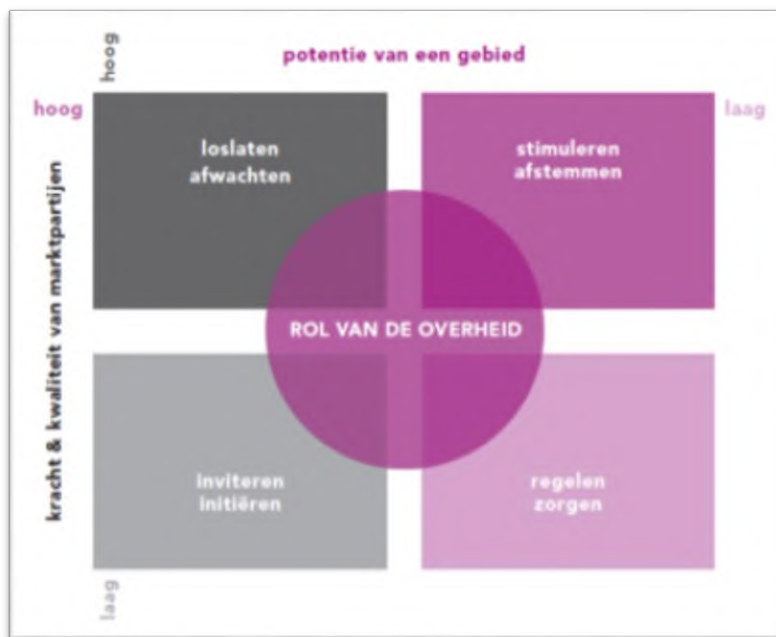 hoog
potentie van een gebied
hoog
laag
loslaten
afwachten
stimuleren
afstemmen
kracht & kwaliteit van marktpartijen
ROL VAN DE OVERHEID
inviteren
initiëren
regelen
zorgen
laag